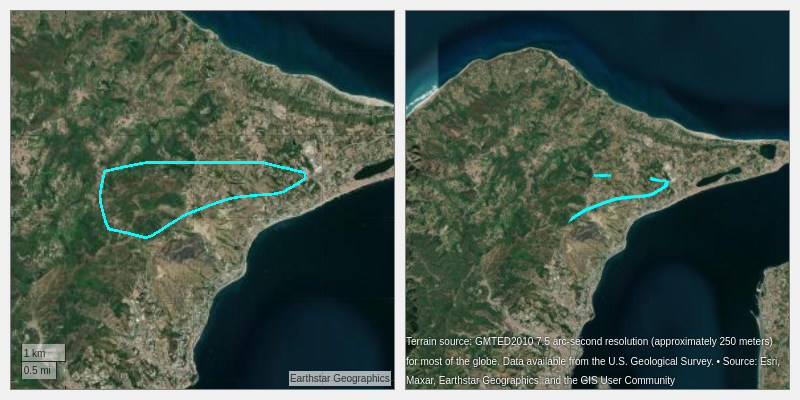 1 km
0.5 mi
Earthstar Geographics
Terrain source: GMTED2010 7.5 arc-second resolution (approximately 250 meters)
for most of the globe. Data available from the U.S. Geological Survey. • Source: Esri,
Maxar, Earthstar Geographics, and the GIS User Community